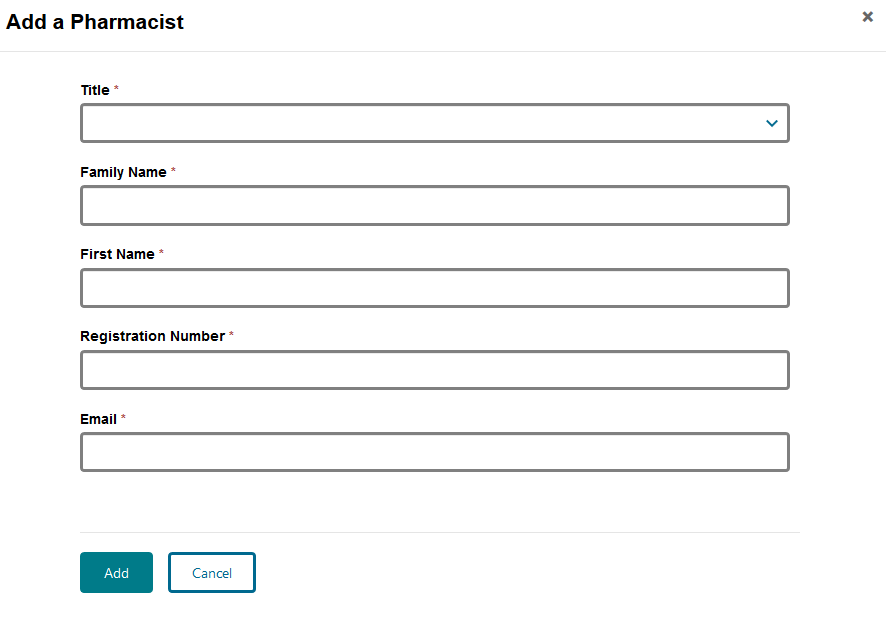 Add a Pharmacist
Title *
Family Name *
First Name *
Registration Number *
Email *
Add
Cancel